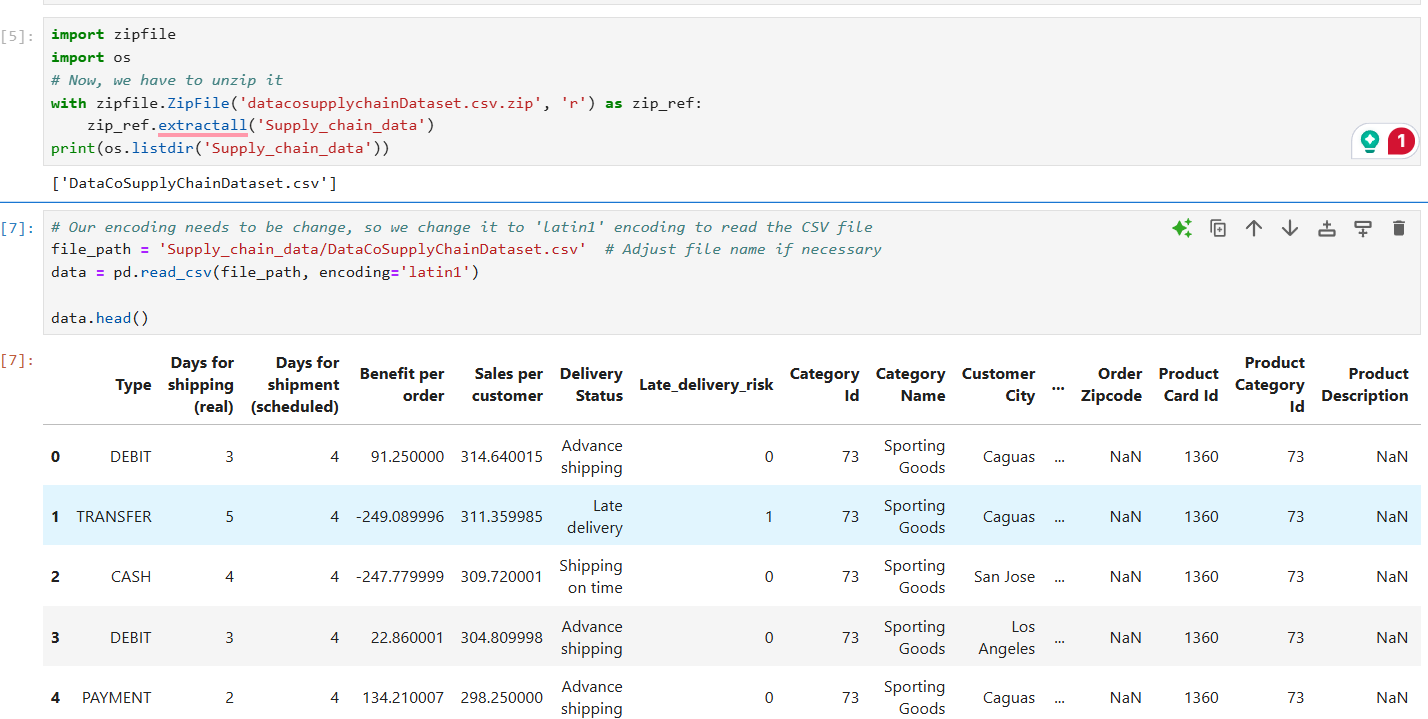 [5]:
import zipfile
import os
# Now, we have to unzip it
with zipfile.ZipFile('datacosupplychainDataset.csv.zip', 'r') as zip_ref:
    zip_ref.extractall('Supply_chain_data')
print(os.listdir('Supply_chain_data'))
1
['DataCoSupplyChainDataset.csv']
[7]:
# Our encoding needs to be change, so we change it to 'latin1' encoding to read the CSV file
file_path = 'Supply_chain_data/DataCoSupplyChainDataset.csv'  # Adjust file name if necessary
data = pd.read_csv(file_path, encoding='latin1')
data.head()
[7]:
Type Days for shipping (real) Days for shipment (scheduled) Benefit per order Sales per customer Delivery Status Late_delivery_risk Category Id Category Name Customer City ... Order Zipcode Product Card Id Product Category Id Product Description
0 DEBIT 3 4 91.250000 314.640015 Advance shipping 0 73 Sporting Goods Caguas ... NaN 1360 73 NaN
1 TRANSFER 5 4 -249.089996 311.359985 Late delivery 1 73 Sporting Goods Caguas ... NaN 1360 73 NaN
2 CASH 4 4 -247.779999 309.720001 Shipping on time 0 73 Sporting Goods San Jose ... NaN 1360 73 NaN
3 DEBIT 3 4 22.860001 304.809998 Advance shipping 0 73 Sporting Goods Los Angeles ... NaN 1360 73 NaN
4 PAYMENT 2 4 134.210007 298.250000 Advance shipping 0 73 Sporting Goods Caguas ... NaN 1360 73 NaN